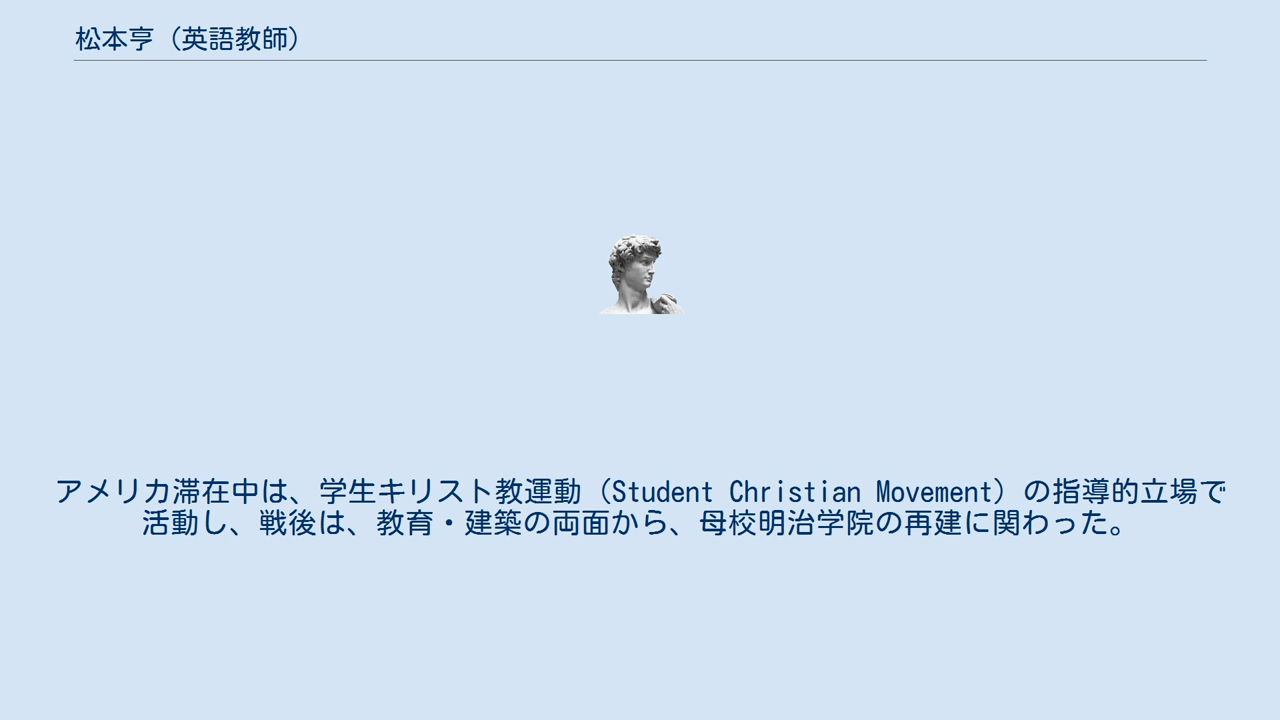 松本亨（英語教師）
アメリカ滞在中は、学生キリスト教運動（Student Christian Movement）の指導的立場で
活動し、戦後は、教育・建築の両面から、母校明治学院の再建に関わった。